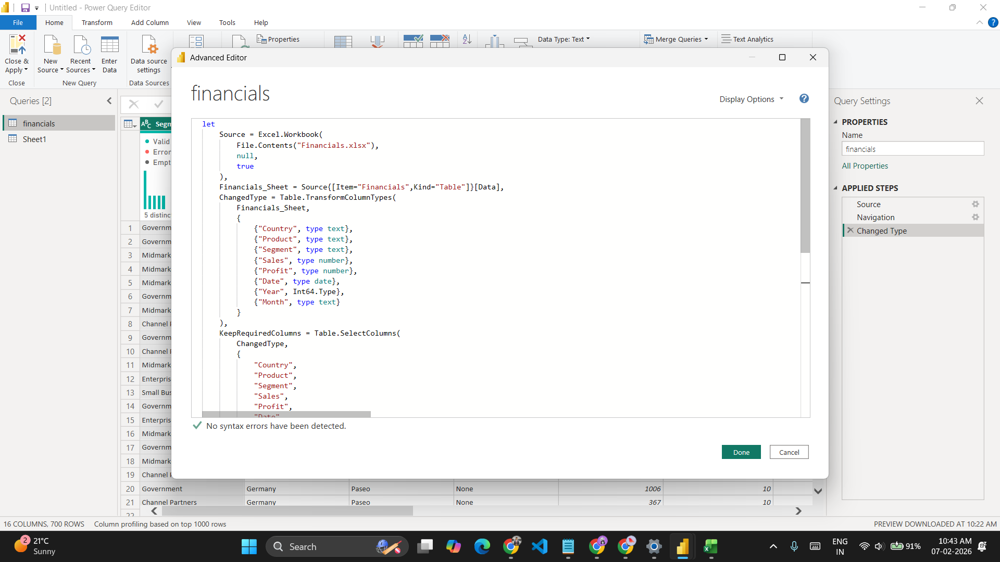 Untitled - Power Query Editor
File
Home
Transform
Add Column
View
Tools
Help
Close &
Apply
New
Source
Recent
Sources
Enter
Data
Data source
settings
Properties
Data Type: Text
Merge Queries
Text Analytics
Close
New Query
Data Sources
Queries [2]
financials
Sheet1
Advanced Editor
financials
Display Options
let
Source = Excel.Workbook(
File.Contents("Financials.xlsx"),
null,
true
),
Financials_Sheet = Source{[Item="Financials",Kind="Table"]}[Data],
ChangedType = Table.TransformColumnTypes(
Financials_Sheet,
{
{"Country", type text},
{"Product", type text},
{"Segment", type text},
{"Sales", type number},
{"Profit", type number},
{"Date", type date},
{"Year", Int64.Type},
{"Month", type text}
}
),
KeepRequiredColumns = Table.SelectColumns(
ChangedType,
{
"Country",
"Product",
"Segment",
"Sales",
"Profit",
"Date"
No syntax errors have been detected.
Done
Cancel
ABC Segm
Valid
Error
Empt
5 distinc
1 Governm
2 Governm
3 Midmark
4 Midmark
5 Midmark
6 Governm
7 Midmark
8 Channel P
9 Governm
10 Channel P
11 Midmark
12 Enterpris
13 Small Bus
14 Governm
15 Enterpris
16 Midmark
17 Governm
18 Midmark
19 Channel P
20 Government Germany Paseo None 1006 10
21 Channel Partners Germany Paseo None 367 10
22
Query Settings
PROPERTIES
Name
financials
All Properties
APPLIED STEPS
Source
Navigation
Changed Type
16 COLUMNS, 700 ROWS
Column profiling based on top 1000 rows
PREVIEW DOWNLOADED AT 10:22 AM
2
21°C
Sunny
Search
ENG
IN
91%
10:43 AM
07-02-2026